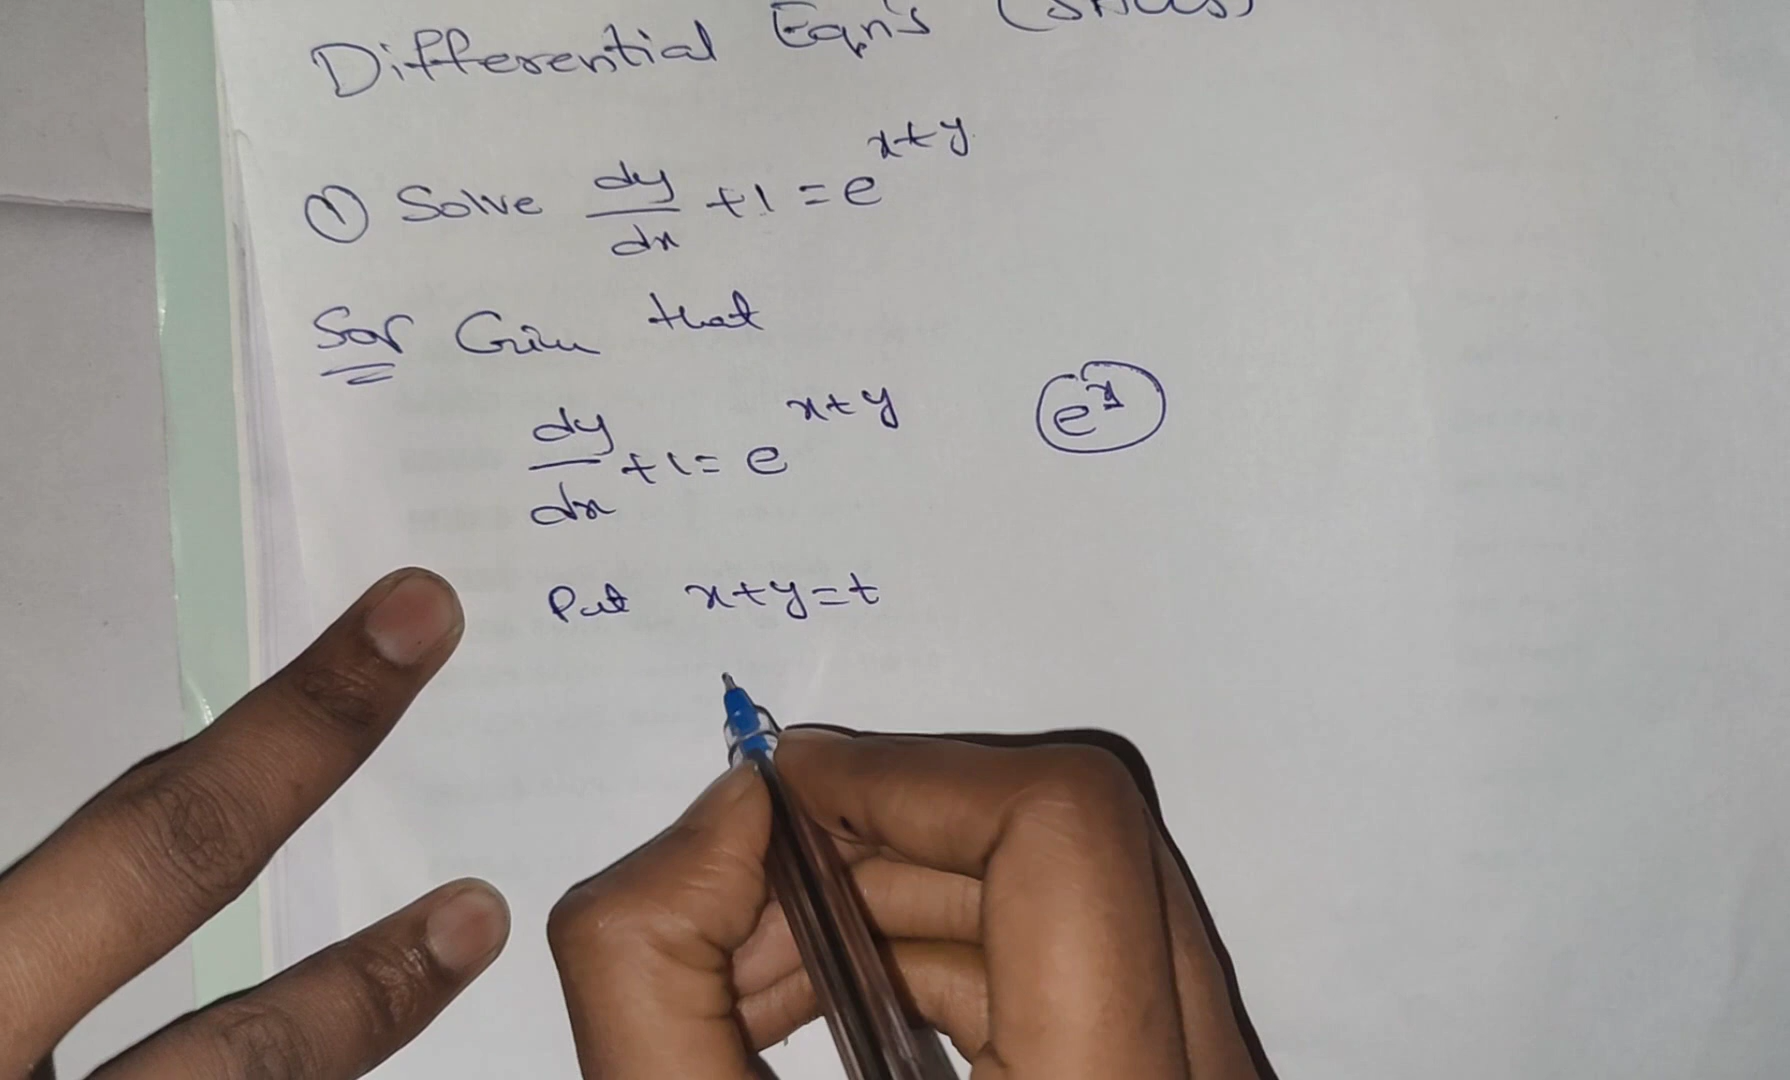 Differential Eqn's
① Solve dy/dx +1 = e^x+y
Sol Given that
dy/dx +1 = e^x+y
e^x
Put x+y=t